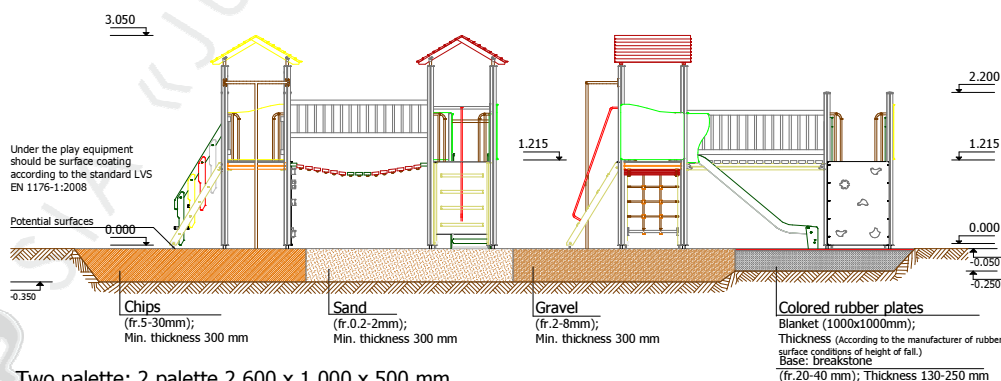 3.050
2.200
Under the play equipment
should be surface coating
according to the standard LVS
EN 1176-1:2008
1.215
1.215
Potential surfaces
0.000
0.000
-0.050
-0.250
-0.350
Chips
(fr.5-30mm);
Min. thickness 300 mm
Sand
(fr.0.2-2mm);
Min. thickness 300 mm
Gravel
(fr.2-8mm);
Min. thickness 300 mm
Colored rubber plates
Blanket (1000x1000mm);
Thickness (According to the manufacturer of rubber
surface conditions of height of fall.)
Base: breakstone
(fr.20-40 mm); Thickness 130-250 mm
Two palette: 2 palette 2 600 x 1 000 x 500 mm
SIA «J